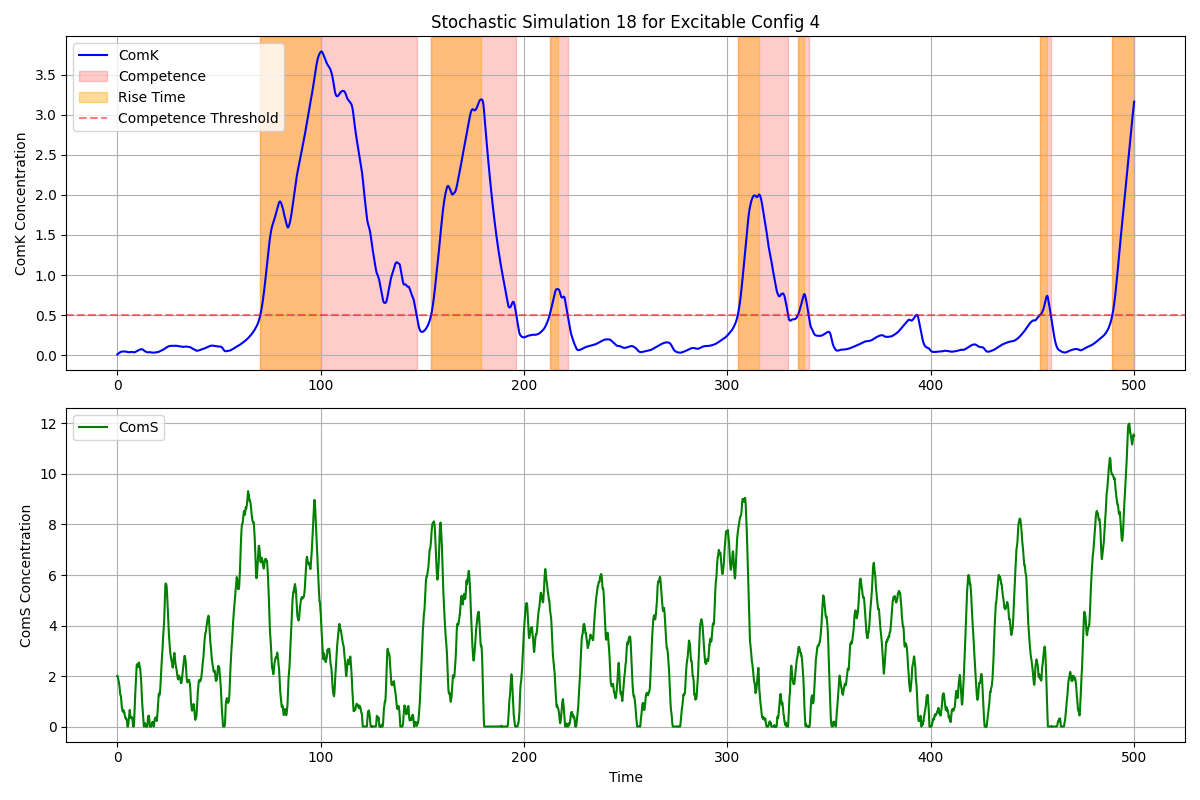 Stochastic Simulation 18 for Excitable Config 4
ComK
Competence
Rise Time
Competence Threshold
ComK Concentration
3.5
3.0
2.5
2.0
1.5
1.0
0.5
0.0
0 100 200 300 400 500
ComS
ComS Concentration
12
10
8
6
4
2
0
0 100 200 300 400 500
Time